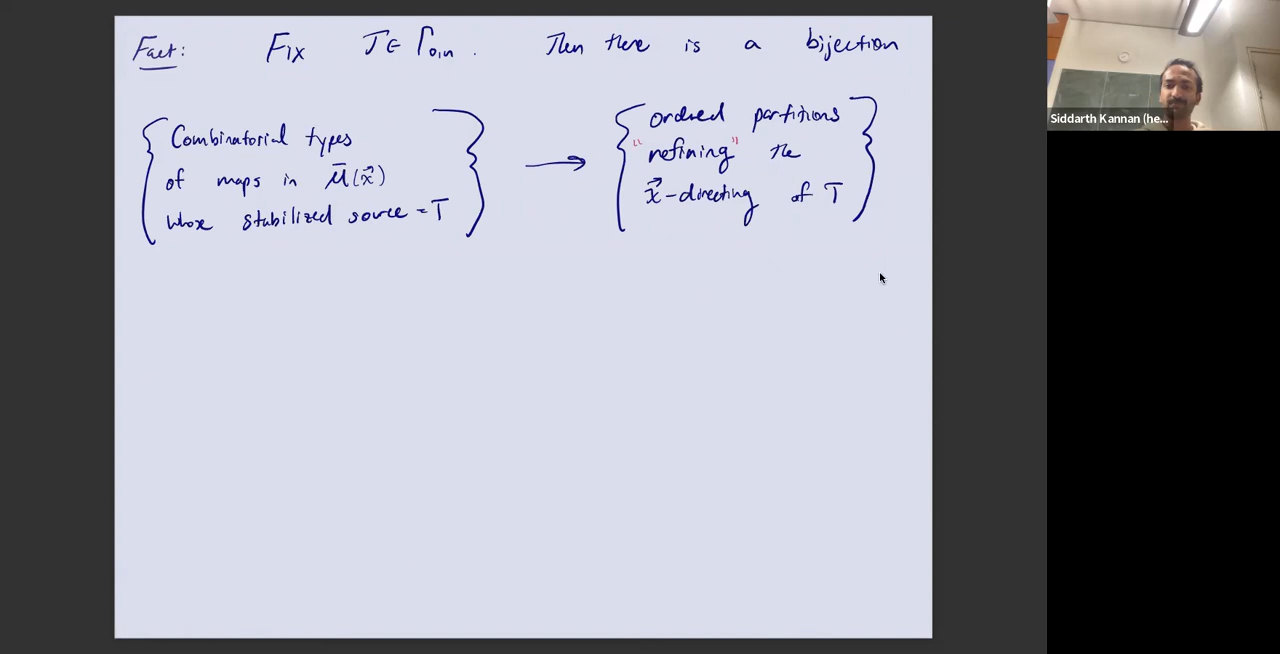 Fact: Fix T ∈ Γ₀,ₙ . Then there is a bijection
{ Combinatorial types of maps in M̄(x⃗) whose stabilized source = T } → { ordered partitions "refining" the x⃗-directing of T }
Siddarth Kannan (he...